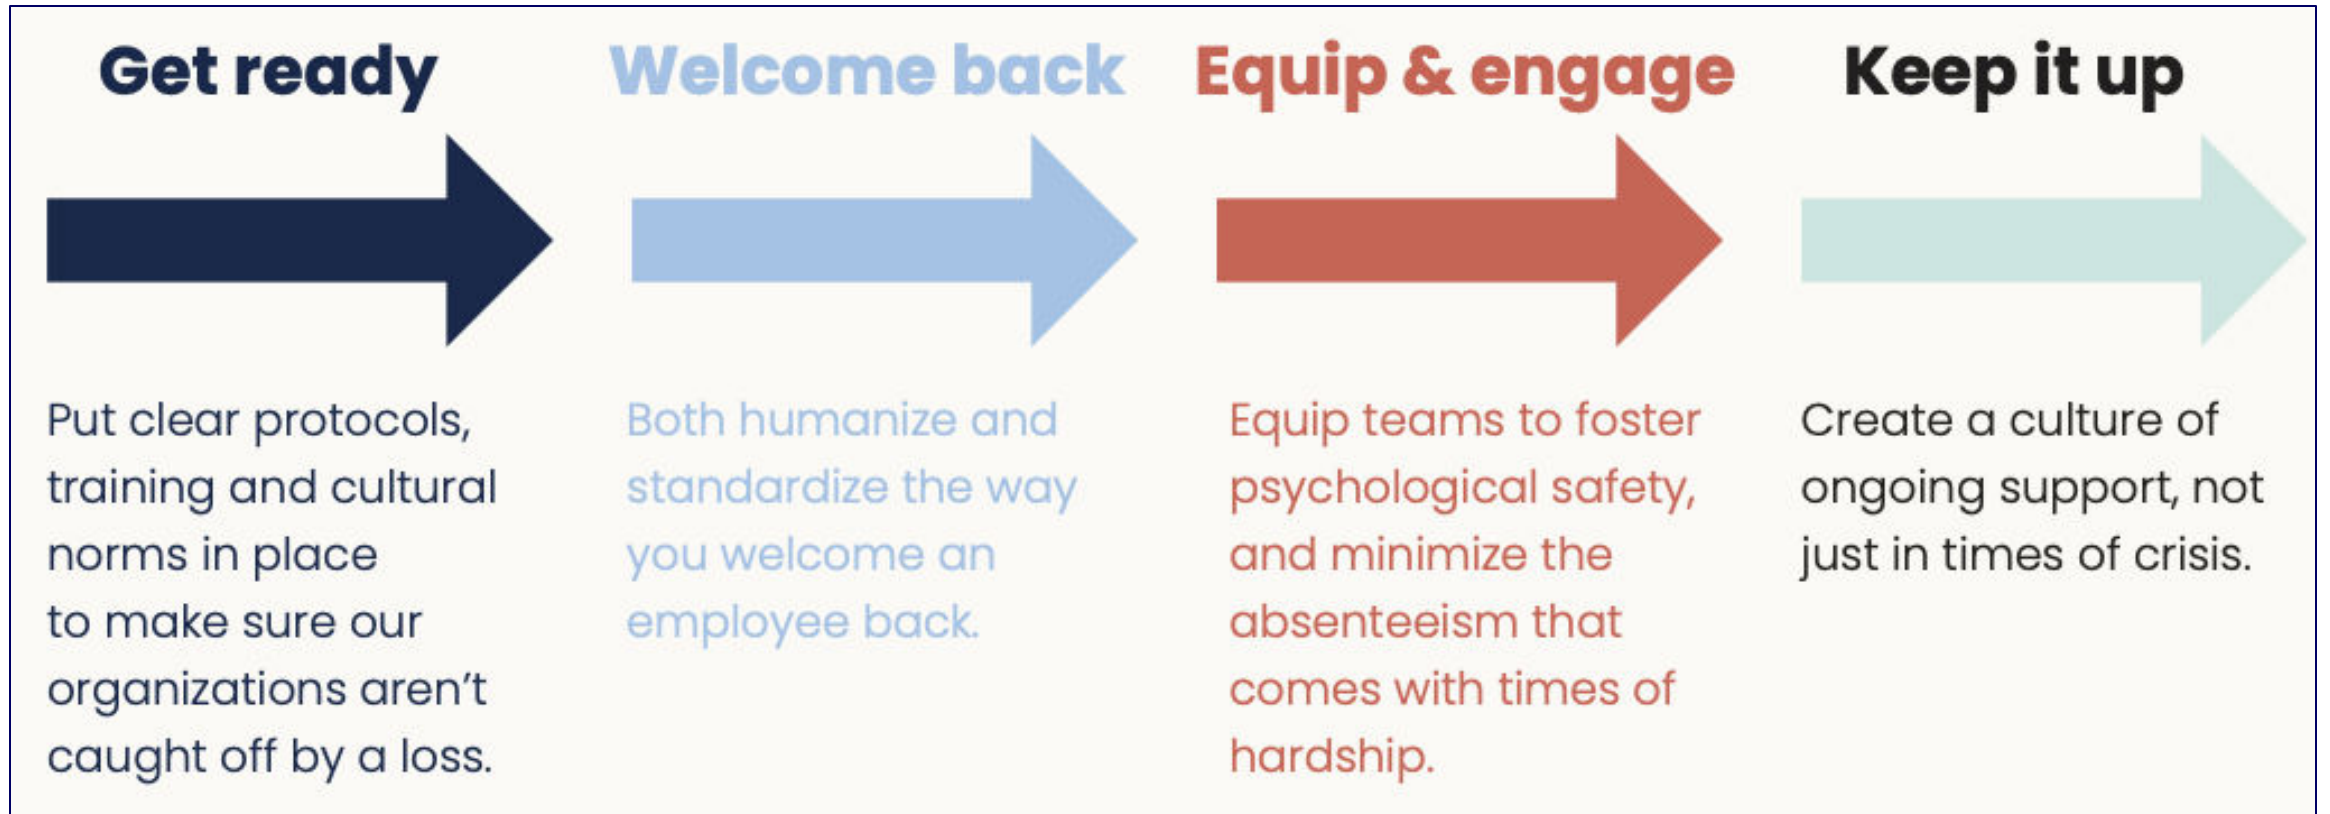 Get ready
Put clear protocols,
training and cultural
norms in place
to make sure our
organizations aren't
caught off by a loss.
Welcome back
Both humanize and
standardize the way
you welcome an
employee back.
Equip & engage
Equip teams to foster
psychological safety,
and minimize the
absenteeism that
comes with times of
hardship.
Keep it up
Create a culture of
ongoing support, not
just in times of crisis.